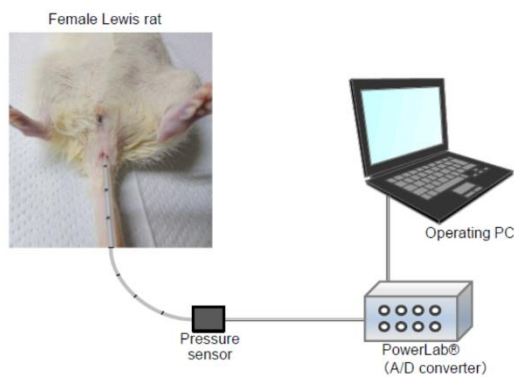 Female Lewis rat
Operating PC
Pressure
sensor
PowerLab®
(A/D converter)